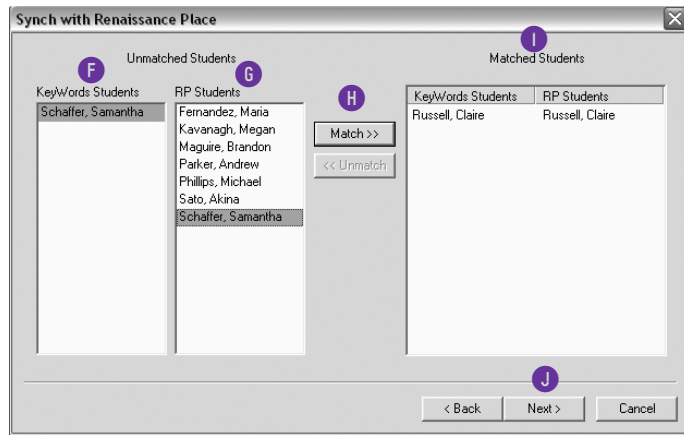 Synch with Renaissance Place
I
Unmatched Students
Matched Students
F
G
H
KeyWords Students
RP Students
Schaffer, Samantha
Fernandez, Maria
Kavanagh, Megan
Maguire, Brandon
Parker, Andrew
Phillips, Michael
Sato, Akina
Schaffer, Samantha
Match >>
<< Unmatch
KeyWords Students RP Students
Russell, Claire Russell, Claire
J
< Back Next > Cancel